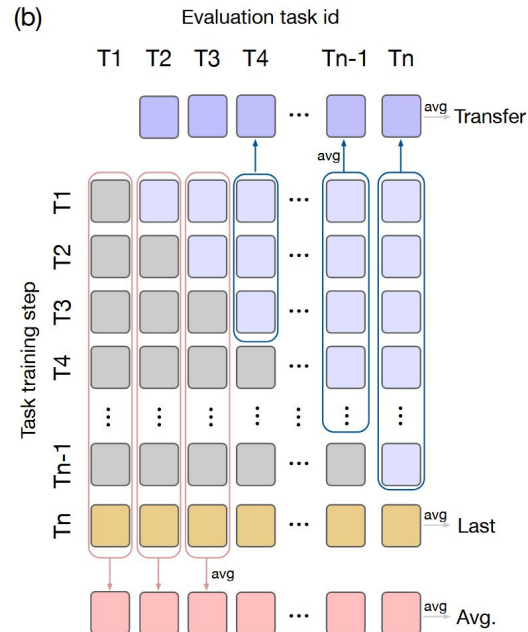 (b)
Evaluation task id
T1 T2 T3 T4 ... Tn-1 Tn
... avg Transfer
avg
Task training step
T1 ...
T2 ...
T3 ...
T4 ...
... ... ... ... ... ... ...
Tn-1 ...
Tn ... avg Last
avg
... avg Avg.